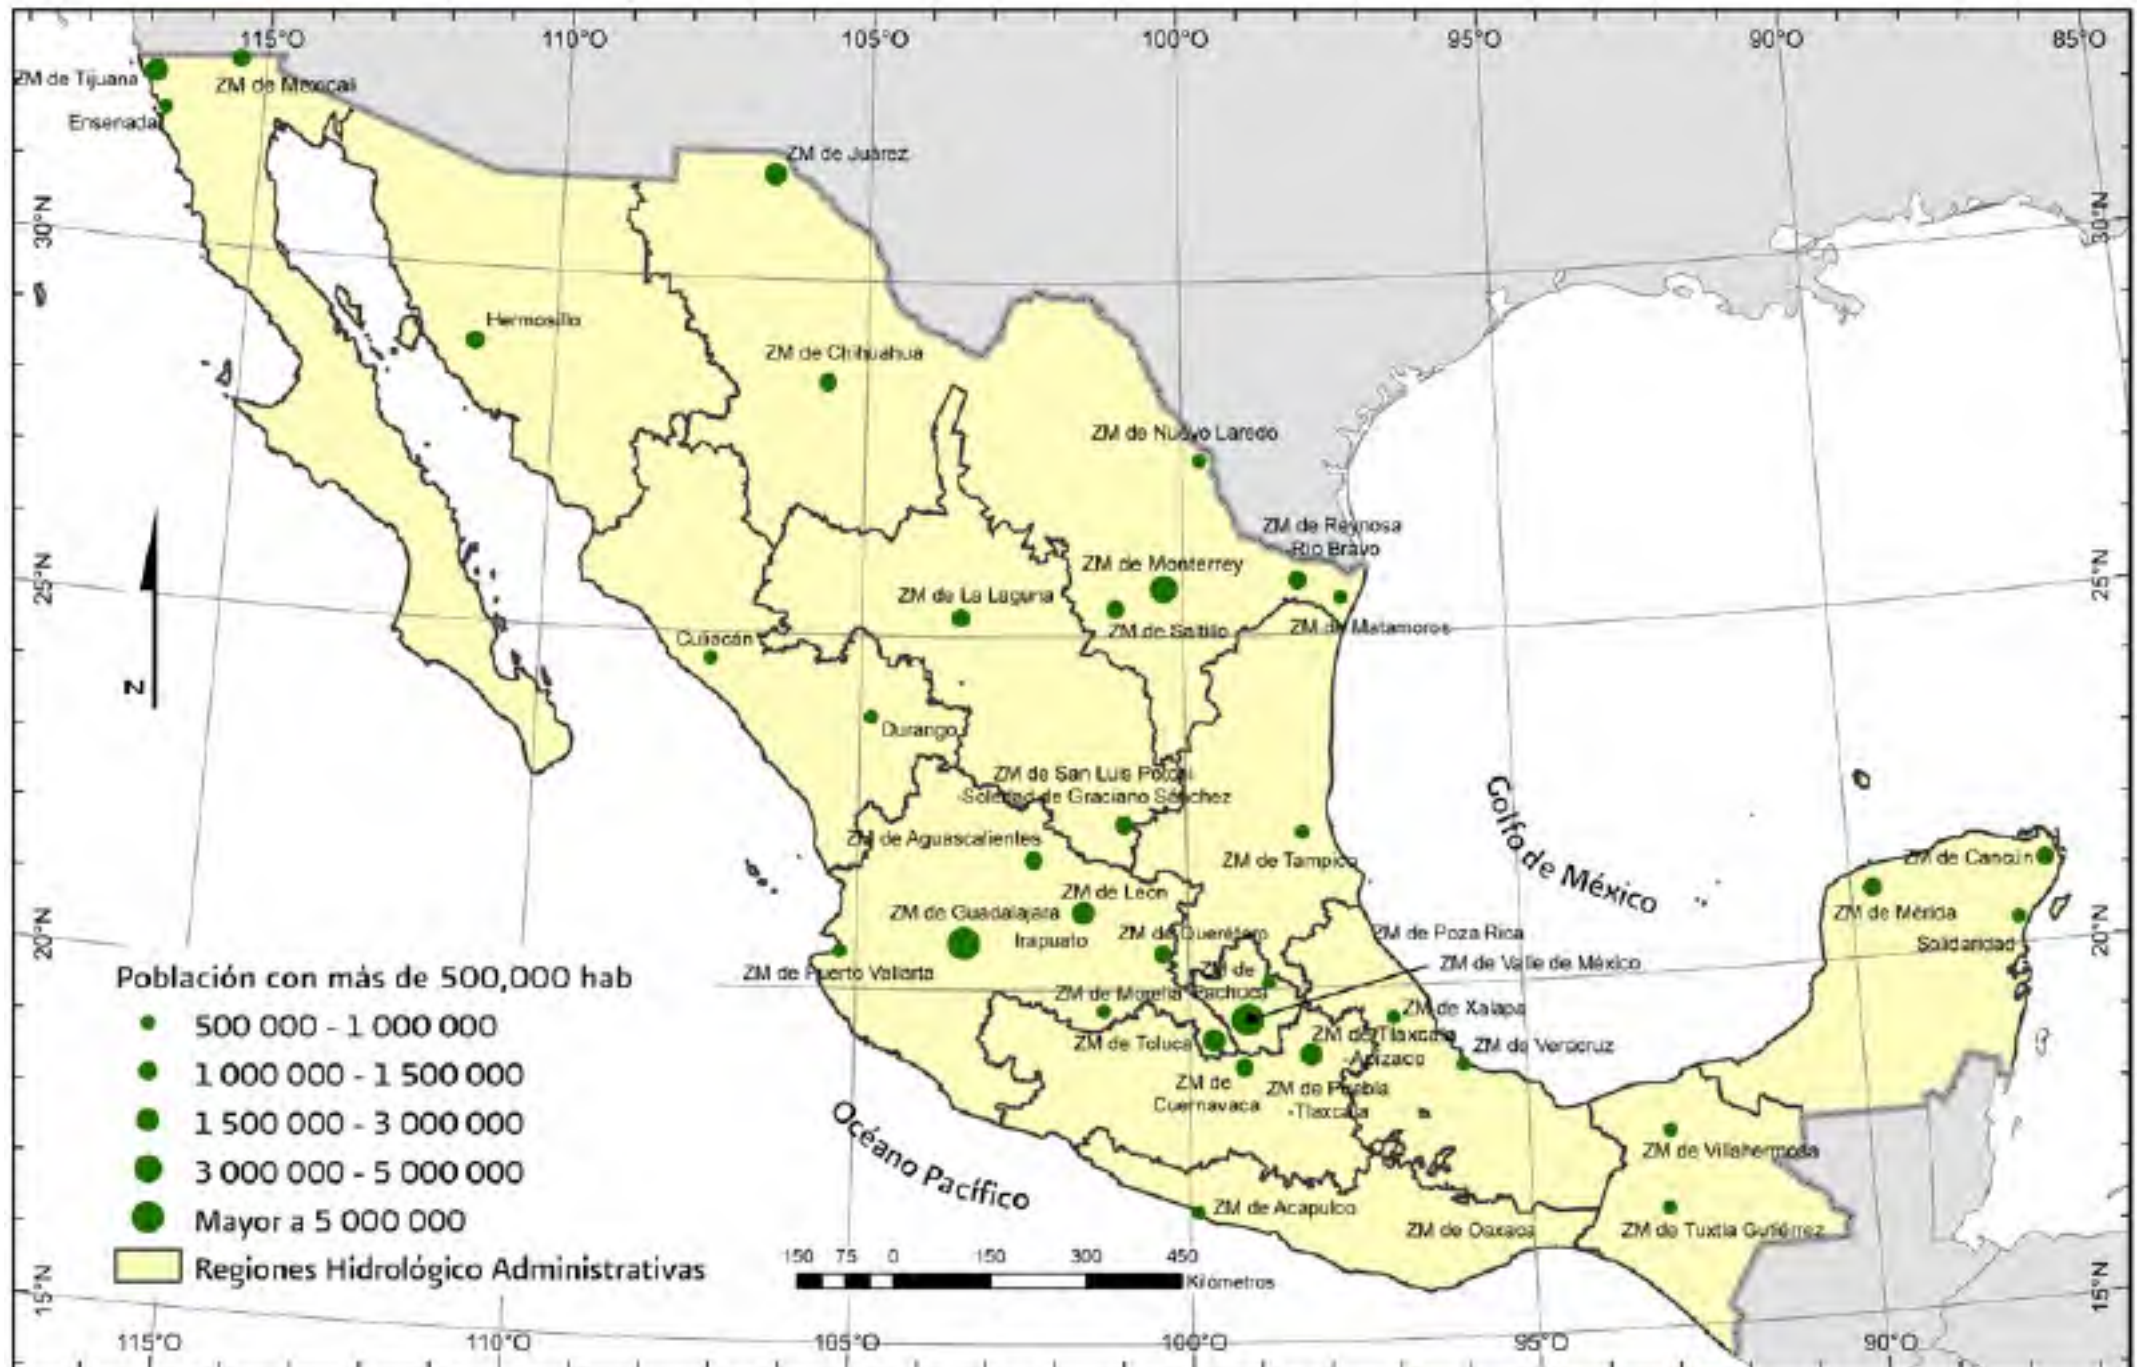 115°O 110°O 105°O 100°O 95°O 90°O 85°O
ZM de Tijuana
ZM de Mexicali
Ensenada
ZM de Juárez
30°N
30°N
Hermosillo
ZM de Chihuahua
ZM de Nuevo Laredo
ZM de Reynosa
-Rio Bravo
ZM de Monterrey
25°N
25°N
ZM de La Laguna
ZM de Saltillo
ZM de Matamoros
Culiacán
N
Durango
ZM de San Luis Potosí
-Soledad de Graciano Sánchez
Golfo de México
ZM de Aguascalientes
ZM de Tampico
ZM de Cancún
ZM de León
ZM de Guadalajara
ZM de Mérida
Irapuato
ZM de Querétaro
ZM de Poza Rica
20°N
20°N
Solidaridad
ZM de Puerto Vallarta
ZM de Valle de México
ZM de
Pachuca
ZM de Morelia
ZM de Xalapa
ZM de Toluca
ZM de Tlaxcala
-Apizaco
ZM de Veracruz
ZM de
Cuernavaca
ZM de Puebla
-Tlaxcala
Océano Pacífico
ZM de Villahermosa
ZM de Acapulco
ZM de Oaxaca
ZM de Tuxtla Gutiérrez
Población con más de 500,000 hab
500 000 - 1 000 000
1 000 000 - 1 500 000
1 500 000 - 3 000 000
3 000 000 - 5 000 000
Mayor a 5 000 000
Regiones Hidrológico Administrativas
150 75 0 150 300 450
Kilómetros
15°N
15°N
115°O 110°O 105°O 100°O 95°O 90°O